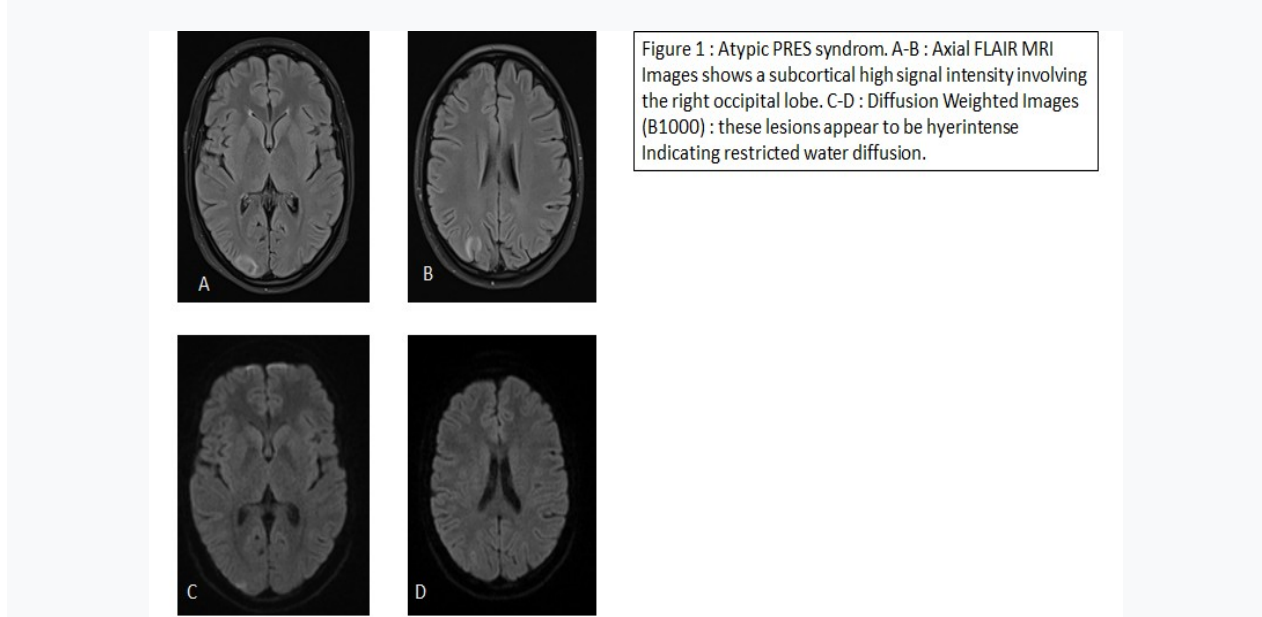 Figure 1 : Atypic PRES syndrom. A-B : Axial FLAIR MRI
Images shows a subcortical high signal intensity involving
the right occipital lobe. C-D : Diffusion Weighted Images
(B1000) : these lesions appear to be hyerintense
Indicating restricted water diffusion.
A
B
C
D